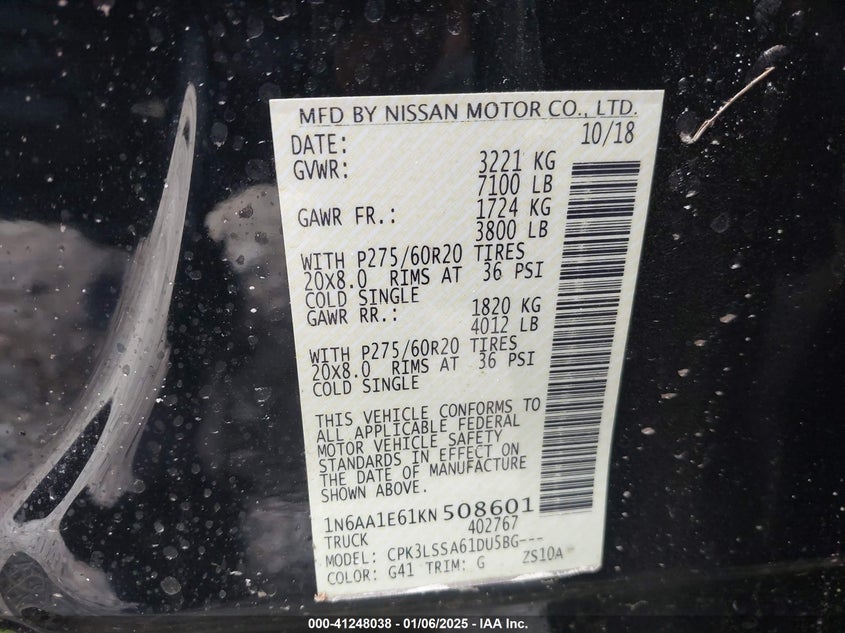 MFD BY NISSAN MOTOR CO., LTD.
DATE: 10/18
GVWR: 3221 KG
7100 LB
GAWR FR.: 1724 KG
3800 LB
WITH P275/60R20 TIRES
20X8.0 RIMS AT 36 PSI
COLD SINGLE
GAWR RR.: 1820 KG
4012 LB
WITH P275/60R20 TIRES
20X8.0 RIMS AT 36 PSI
COLD SINGLE
THIS VEHICLE CONFORMS TO
ALL APPLICABLE FEDERAL
MOTOR VEHICLE SAFETY
STANDARDS IN EFFECT ON
THE DATE OF MANUFACTURE
SHOWN ABOVE.
1N6AA1E61KN508601
TRUCK 402767
MODEL: CPK3LSSA61DU5BG---
COLOR: G41 TRIM: G ZS10A
000-41248038 - 01/06/2025 - IAA Inc.